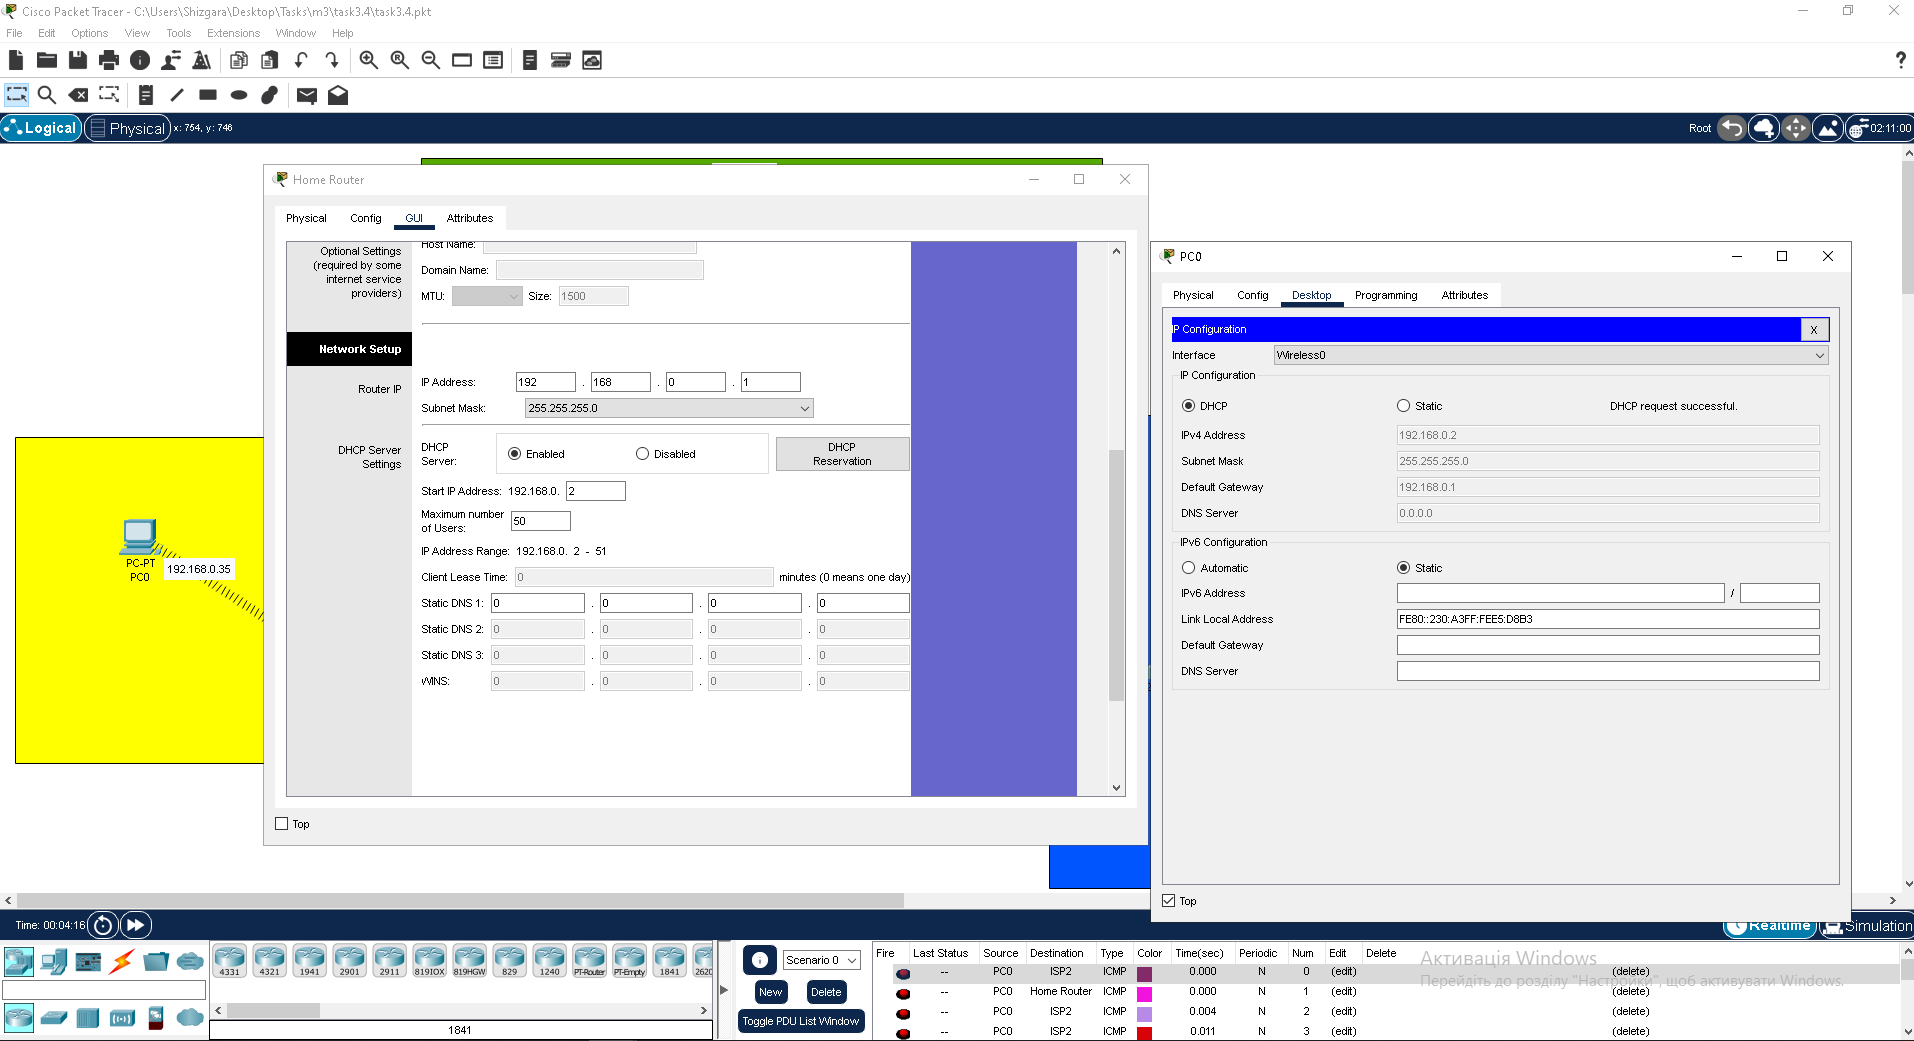 Cisco Packet Tracer - C:\Users\Shizgara\Desktop\Tasks\m3\task3.4\task3.4.pkt
File Edit Options View Tools Extensions Window Help
Logical Physical x: 754, y: 746
Root 02:11:00
Home Router
Physical Config GUI Attributes
Optional Settings
(required by some
internet service
providers)
Host Name:
Domain Name:
MTU: Size: 1500
Network Setup
Router IP
IP Address: 192 . 168 . 0 . 1
Subnet Mask: 255.255.255.0
DHCP Server
Settings
DHCP
Server: Enabled Disabled
DHCP
Reservation
Start IP Address: 192.168.0. 2
Maximum number
of Users: 50
IP Address Range: 192.168.0. 2 - 51
Client Lease Time: 0 minutes (0 means one day)
Static DNS 1: 0 . 0 . 0 . 0
Static DNS 2: 0 . 0 . 0 . 0
Static DNS 3: 0 . 0 . 0 . 0
WINS: 0 . 0 . 0 . 0
Top
PC-PT
PC0
192.168.0.35
PC0
Physical Config Desktop Programming Attributes
IP Configuration X
Interface Wireless0
IP Configuration
DHCP Static DHCP request successful.
IPv4 Address 192.168.0.2
Subnet Mask 255.255.255.0
Default Gateway 192.168.0.1
DNS Server 0.0.0.0
IPv6 Configuration
Automatic Static
IPv6 Address /
Link Local Address FE80::230:A3FF:FEE5:D8B3
Default Gateway
DNS Server
Top
Time: 00:04:16
Realtime Simulation
4331 4321 1941 2901 2911 819IOX 819HGW 829 1240 PT-Router PT-Empty 1841 2620
1841
Scenario 0
New Delete
Toggle PDU List Window
Fire Last Status Source Destination Type Color Time(sec) Periodic Num Edit Delete
-- PC0 ISP2 ICMP 0.000 N 0 (edit) (delete)
-- PC0 Home Router ICMP 0.000 N 1 (edit) (delete)
-- PC0 ISP2 ICMP 0.004 N 2 (edit) (delete)
-- PC0 ISP2 ICMP 0.011 N 3 (edit) (delete)
Активація Windows
Перейдіть до розділу "Настройки", щоб активувати Windows.